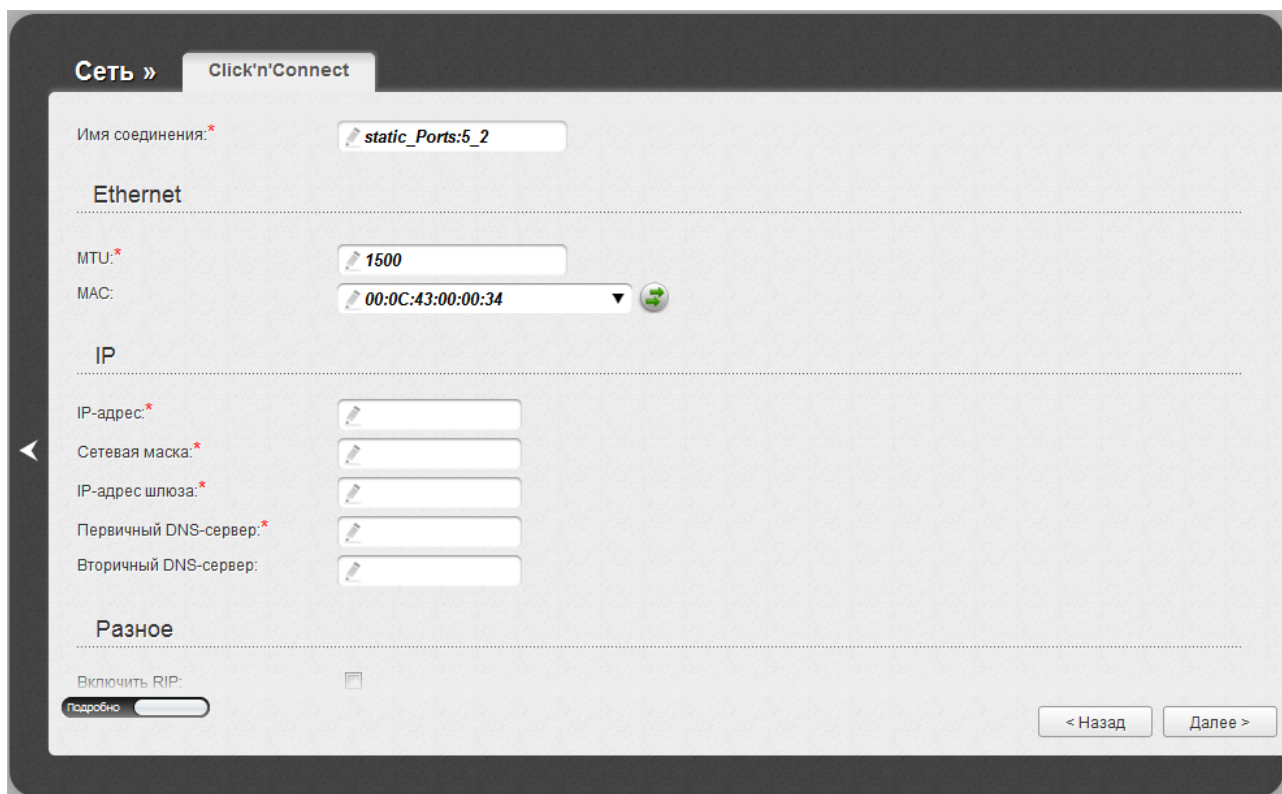 Сеть » Click'n'Connect
Имя соединения:* static_Ports:5_2
Ethernet
MTU:* 1500
MAC: 00:0C:43:00:00:34
IP
IP-адрес:*
Сетевая маска:*
IP-адрес шлюза:*
Первичный DNS-сервер:*
Вторичный DNS-сервер:
Разное
Включить RIP:
Подробно
< Назад Далее >